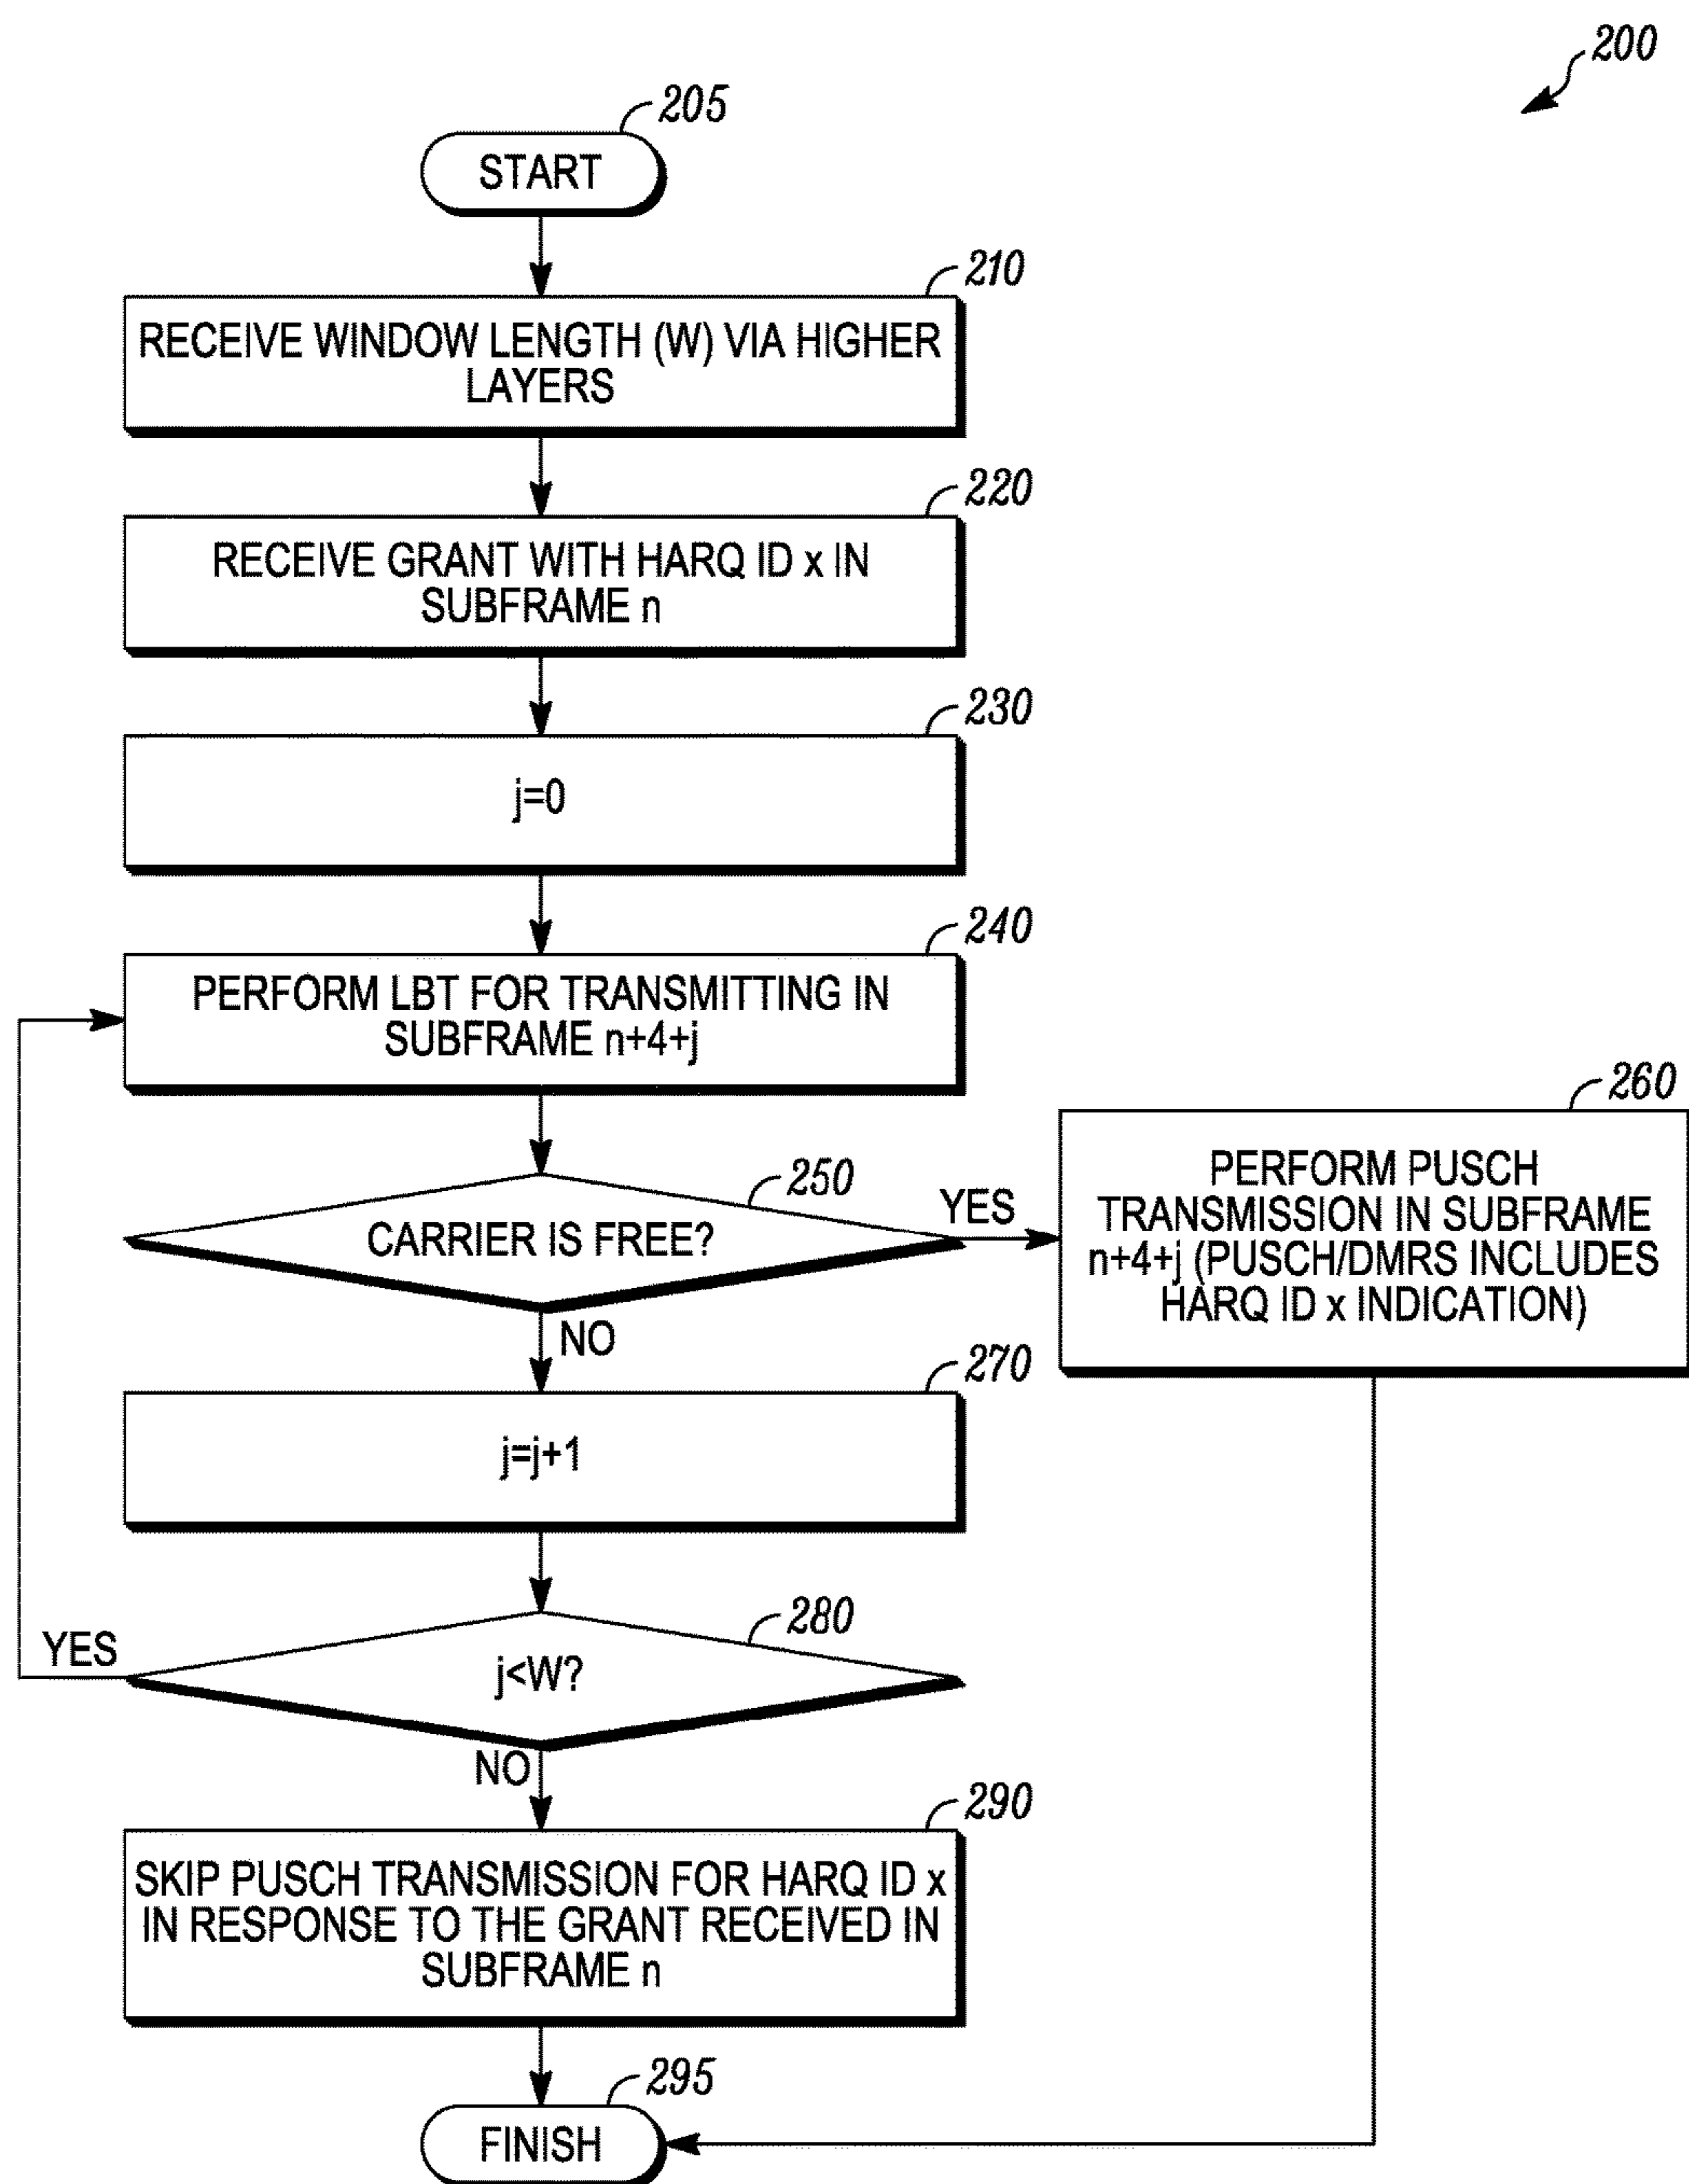 200
205
START
210
RECEIVE WINDOW LENGTH (W) VIA HIGHER
LAYERS
220
RECEIVE GRANT WITH HARQ ID x IN
SUBFRAME n
230
j=0
240
PERFORM LBT FOR TRANSMITTING IN
SUBFRAME n+4+j
250
CARRIER IS FREE?
YES
NO
260
PERFORM PUSCH
TRANSMISSION IN SUBFRAME
n+4+j (PUSCH/DMRS INCLUDES
HARQ ID x INDICATION)
270
j=j+1
280
j<W?
YES
NO
290
SKIP PUSCH TRANSMISSION FOR HARQ ID x
IN RESPONSE TO THE GRANT RECEIVED IN
SUBFRAME n
295
FINISH